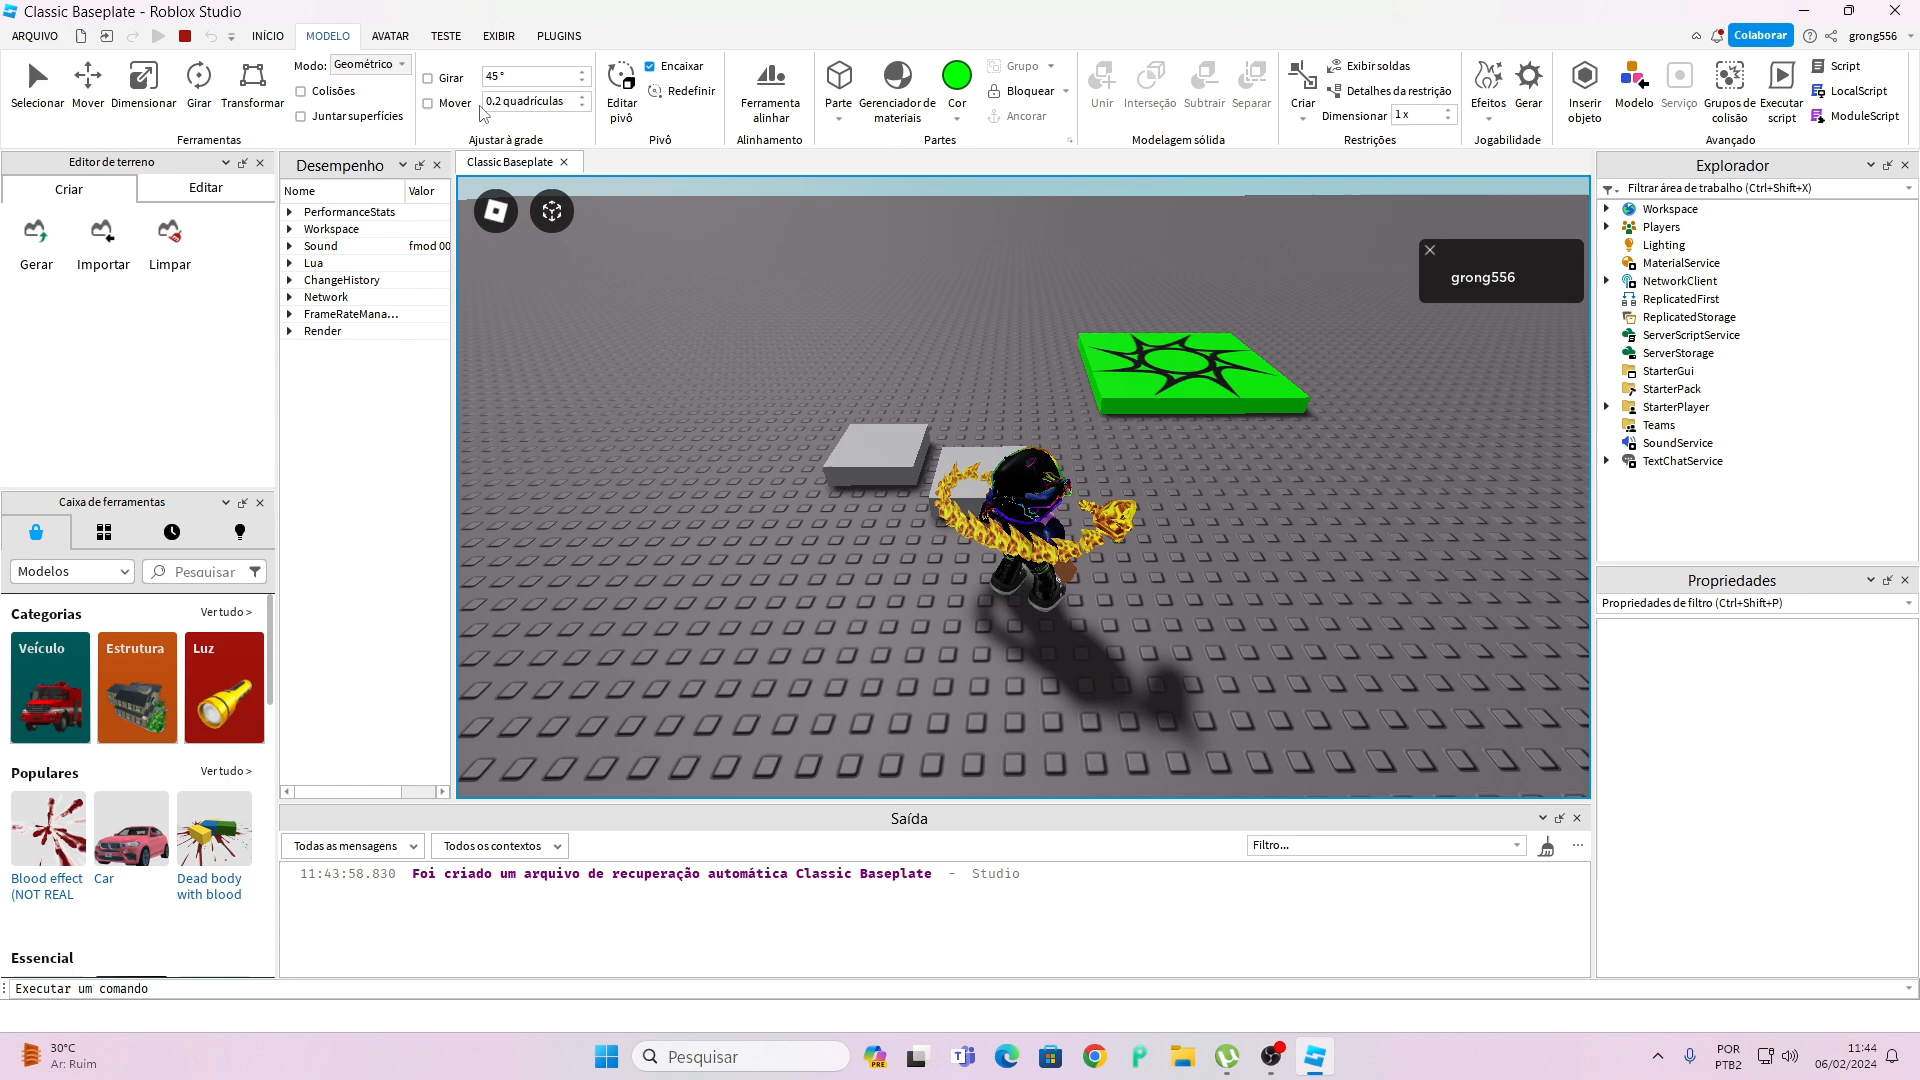 Classic Baseplate - Roblox Studio
ARQUIVO INÍCIO MODELO AVATAR TESTE EXIBIR PLUGINS Colaborar grong556
Selecionar Mover Dimensionar Girar Transformar
Modo: Geométrico
Colisões
Juntar superfícies
Ferramentas
Girar 45°
Mover 0.2 quadrículas
Ajustar à grade
Editar pivô
Encaixar
Redefinir
Pivô
Ferramenta alinhar
Alinhamento
Parte Gerenciador de materiais Cor
Grupo
Bloquear
Ancorar
Partes
Unir Interseção Subtrair Separar
Modelagem sólida
Criar
Exibir soldas
Detalhes da restrição
Dimensionar 1 x
Restrições
Efeitos Gerar
Jogabilidade
Inserir objeto Modelo Serviço Grupos de colisão Executar script
Script
LocalScript
ModuleScript
Avançado
Editor de terreno
Criar Editar
Gerar Importar Limpar
Caixa de ferramentas
Modelos Pesquisar
Categorias Ver tudo >
Veículo Estrutura Luz
Populares Ver tudo >
Blood effect (NOT REAL
Car
Dead body with blood
Essencial
Desempenho
Nome Valor
PerformanceStats
Workspace
Sound fmod 00
Lua
ChangeHistory
Network
FrameRateMana...
Render
Classic Baseplate
grong556
Saída
Todas as mensagens Todos os contextos Filtro...
11:43:58.830 Foi criado um arquivo de recuperação automática Classic Baseplate - Studio
Explorador
Filtrar área de trabalho (Ctrl+Shift+X)
Workspace
Players
Lighting
MaterialService
NetworkClient
ReplicatedFirst
ReplicatedStorage
ServerScriptService
ServerStorage
StarterGui
StarterPack
StarterPlayer
Teams
SoundService
TextChatService
Propriedades
Propriedades de filtro (Ctrl+Shift+P)
Executar um comando
30°C
Ar: Ruim
Pesquisar
PRE
POR
PTB2
11:44
06/02/2024